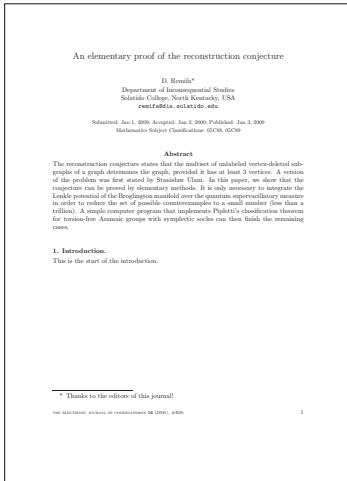 An elementary proof of the reconstruction conjecture
D. Remifa*
Department of Inconsequential Studies
Solatido College, North Kentucky, USA
remifa@dis.solatido.edu
Submitted: Jan 1, 2009; Accepted: Jan 2, 2009; Published: Jan 3, 2009
Mathematics Subject Classifications: 05C88, 05C89
Abstract
The reconstruction conjecture states that the multiset of unlabeled vertex-deleted sub-
graphs of a graph determines the graph, provided it has at least 3 vertices. A version
of the problem was first stated by Stanisław Ulam. In this paper, we show that the
conjecture can be proved by elementary methods. It is only necessary to integrate the
Lenkle potential of the Broglington manifold over the quantum supervacillatory measure
in order to reduce the set of possible counterexamples to a small number (less than a
trillion). A simple computer program that implements Pipletti's classification theorem
for torsion-free Aramaic groups with symplectic socles can then finish the remaining
cases.
1. Introduction.
This is the start of the introduction.
* Thanks to the editors of this journal!
THE ELECTRONIC JOURNAL OF COMBINATORICS 16 (2009), #R00 1